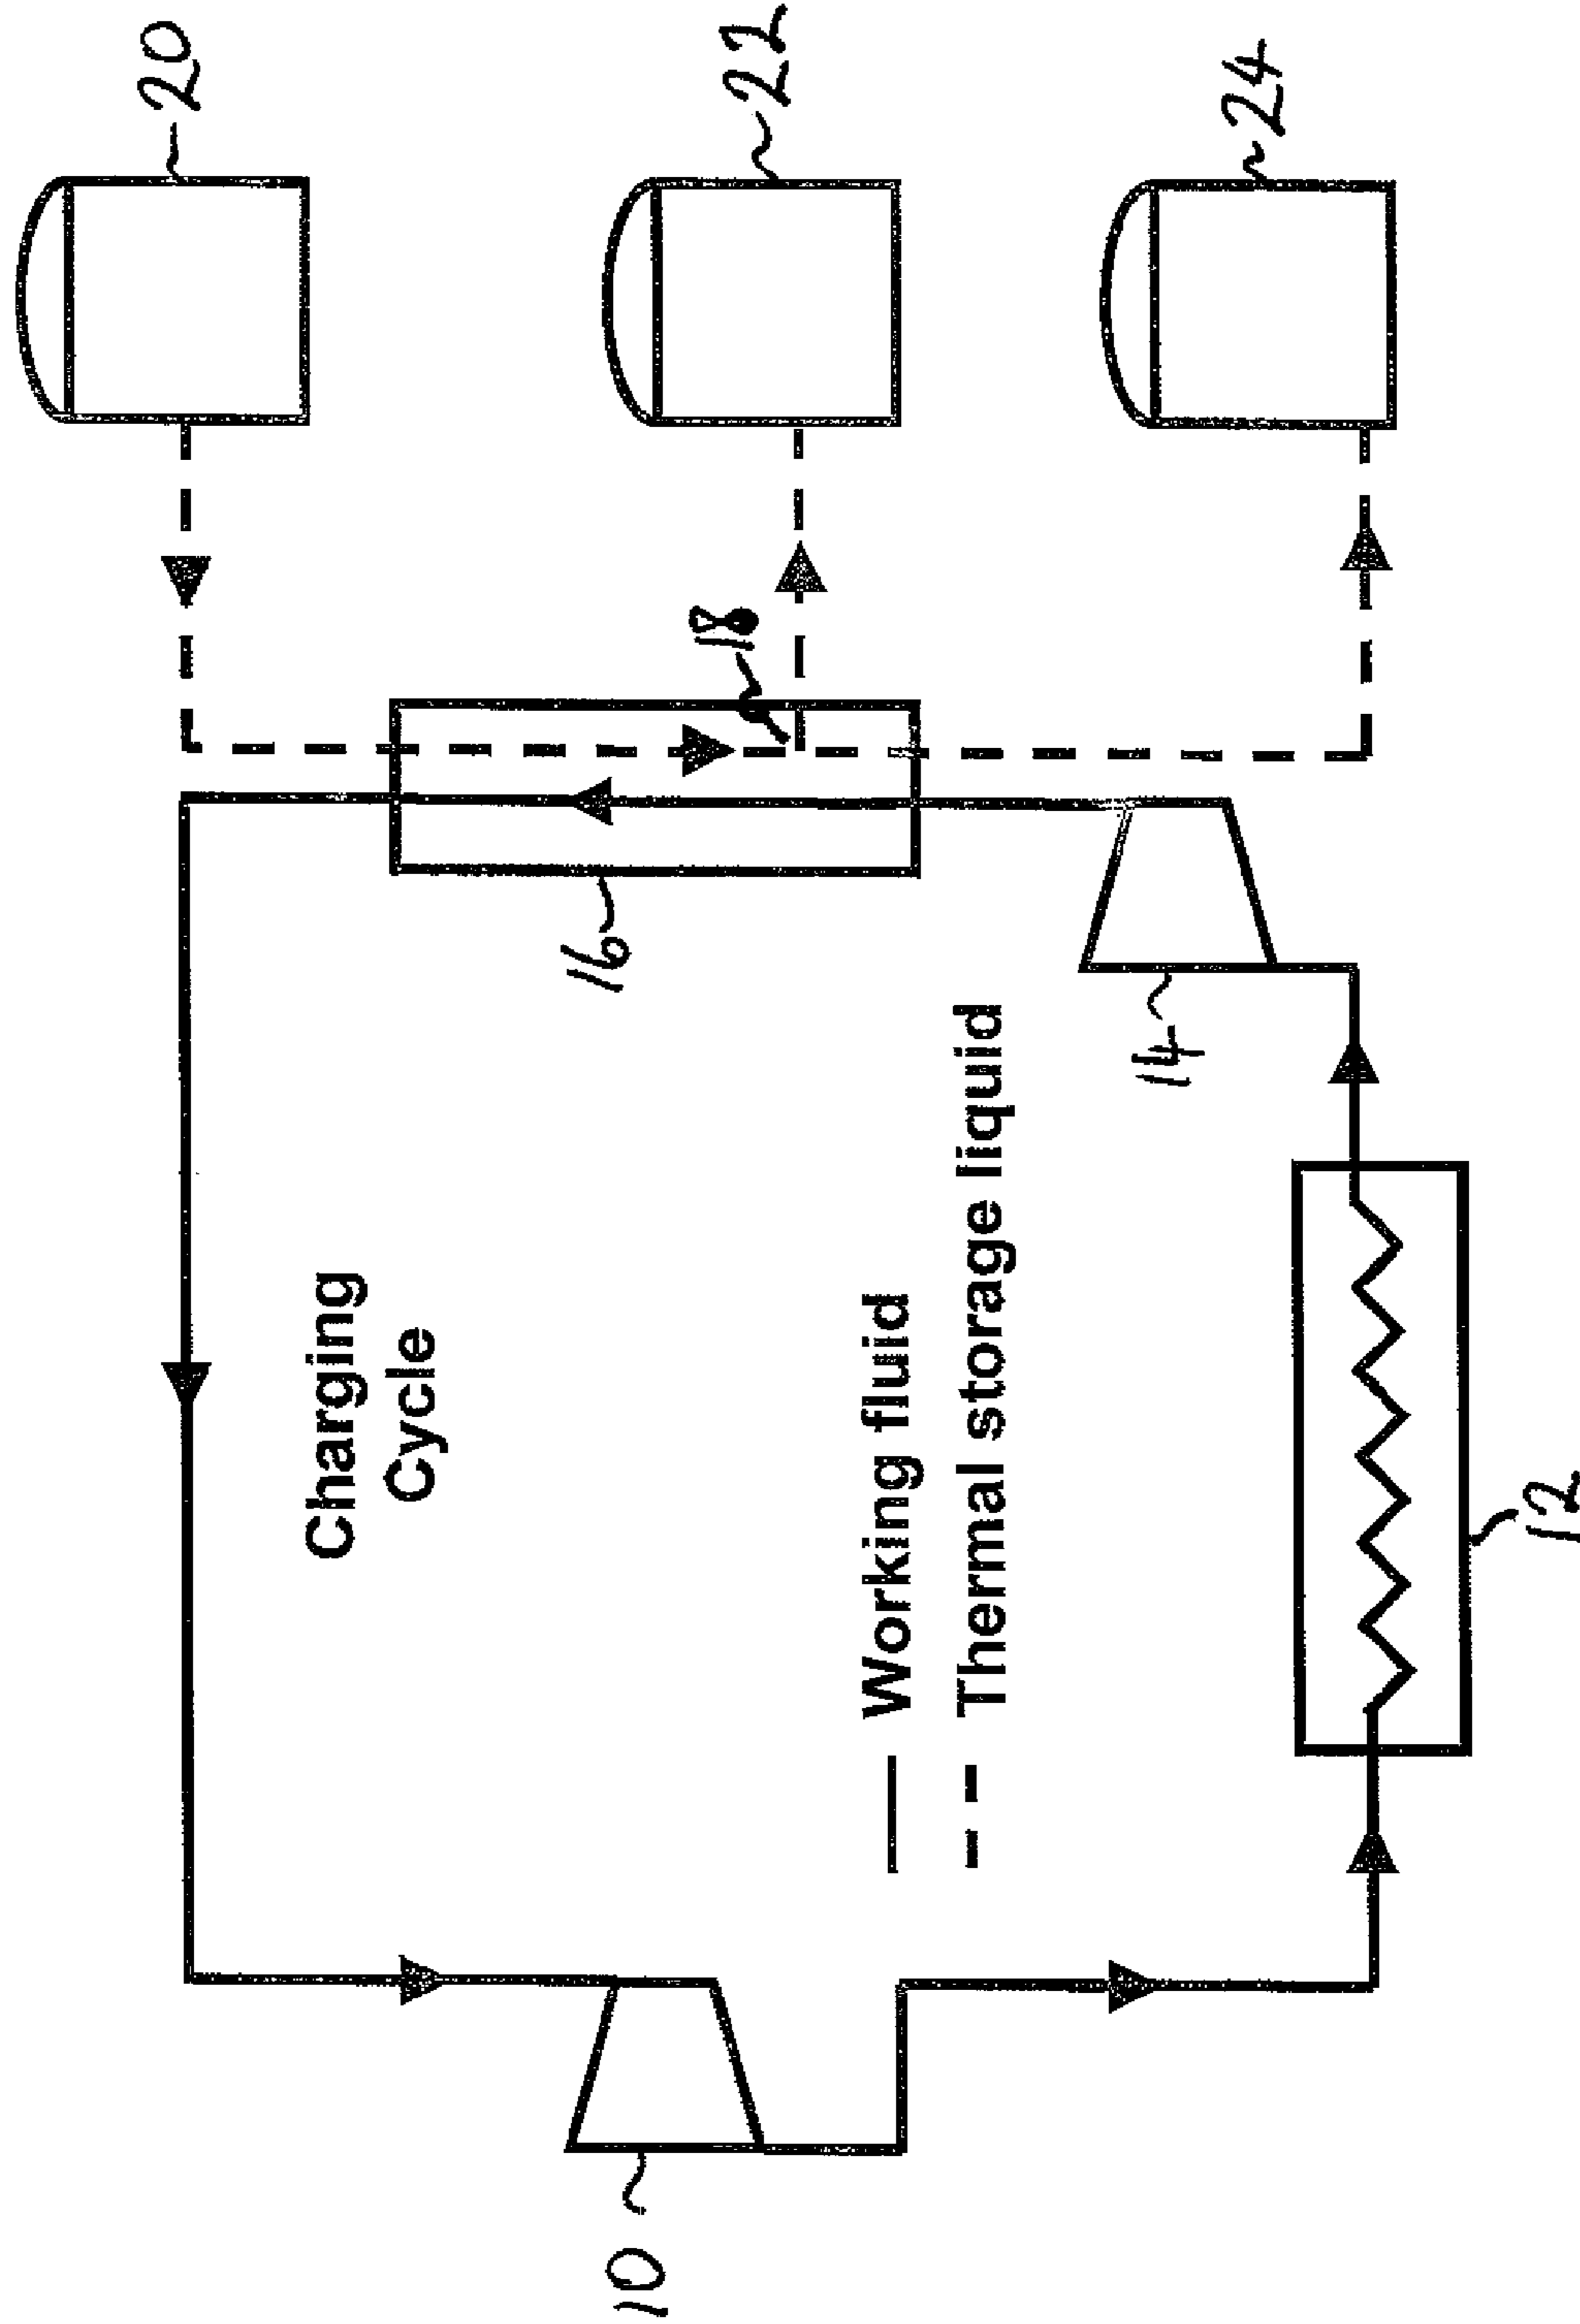 20
22
24
18
16
14
Charging
Cycle
Working fluid
Thermal storage liquid
12
10